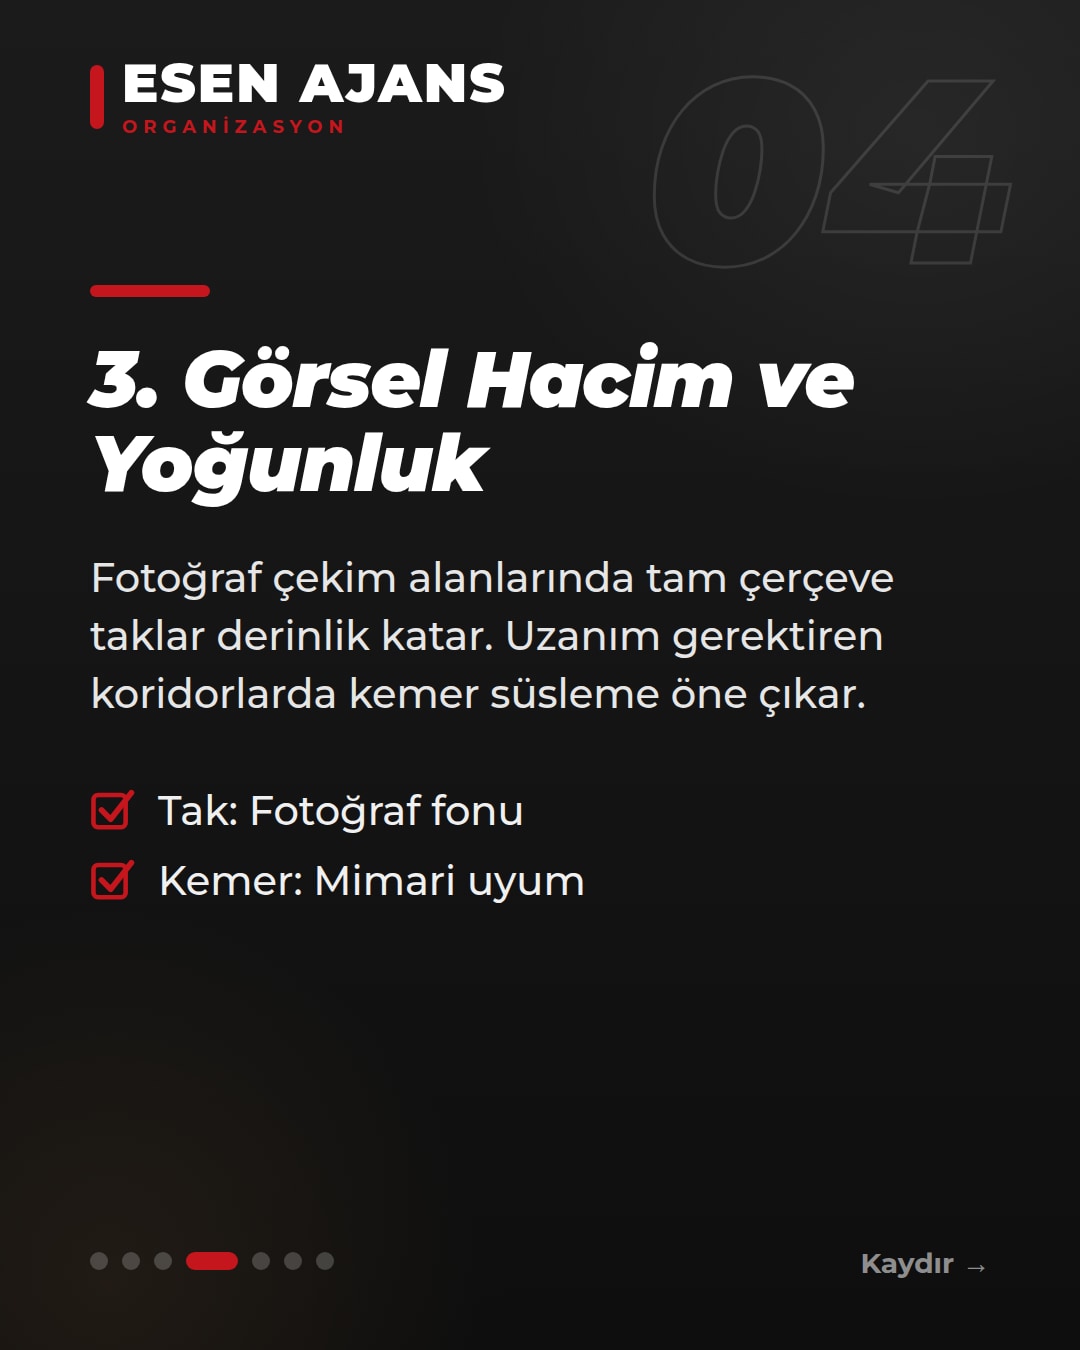 ESEN AJANS
ORGANİZASYON
04
3. Görsel Hacim ve
Yoğunluk
Fotoğraf çekim alanlarında tam çerçeve
taklar derinlik katar. Uzanım gerektiren
koridorlarda kemer süsleme öne çıkar.
Tak: Fotoğraf fonu
Kemer: Mimari uyum
Kaydır →